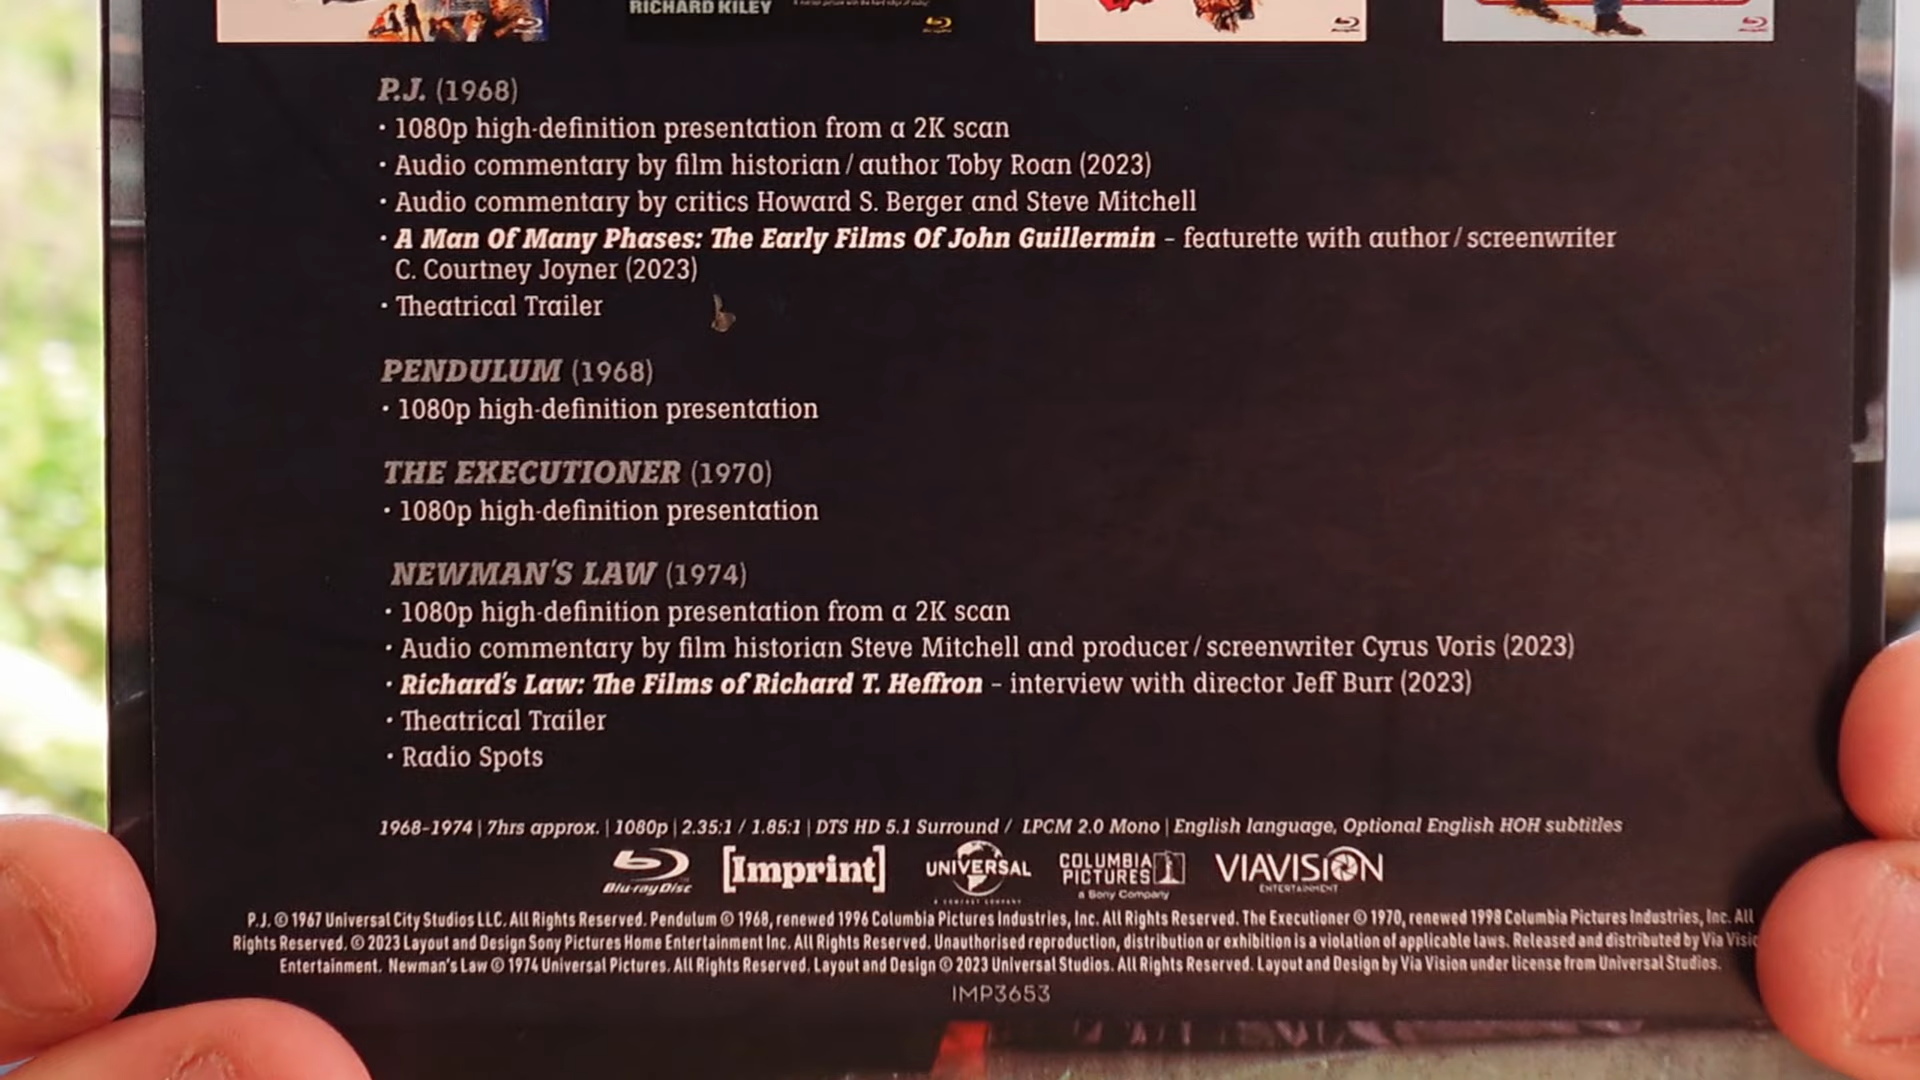 RICHARD KILEY
P.J. (1968)
· 1080p high-definition presentation from a 2K scan
· Audio commentary by film historian / author Toby Roan (2023)
· Audio commentary by critics Howard S. Berger and Steve Mitchell
· A Man Of Many Phases: The Early Films Of John Guillermin – featurette with author / screenwriter
C. Courtney Joyner (2023)
· Theatrical Trailer
PENDULUM (1968)
· 1080p high-definition presentation
THE EXECUTIONER (1970)
· 1080p high-definition presentation
NEWMAN'S LAW (1974)
· 1080p high-definition presentation from a 2K scan
· Audio commentary by film historian Steve Mitchell and producer / screenwriter Cyrus Voris (2023)
· Richard's Law: The Films of Richard T. Heffron – interview with director Jeff Burr (2023)
· Theatrical Trailer
· Radio Spots
1968-1974 | 7hrs approx. | 1080p | 2.35:1 / 1.85:1 | DTS HD 5.1 Surround / LPCM 2.0 Mono | English language, Optional English HOH subtitles
Blu-ray Disc [Imprint] UNIVERSAL COLUMBIA PICTURES a Sony Company VIAVISION ENTERTAINMENT
P.J. © 1967 Universal City Studios LLC. All Rights Reserved. Pendulum © 1968, renewed 1996 Columbia Pictures Industries, Inc. All Rights Reserved. The Executioner © 1970, renewed 1998 Columbia Pictures Industries, Inc. All
Rights Reserved. © 2023 Layout and Design Sony Pictures Home Entertainment Inc. All Rights Reserved. Unauthorised reproduction, distribution or exhibition is a violation of applicable laws. Released and distributed by Via
Entertainment. Newman's Law © 1974 Universal Pictures. All Rights Reserved. Layout and Design © 2023 Universal Studios. All Rights Reserved. Layout and Design by Via Vision under license from Universal Studios.
IMP3653